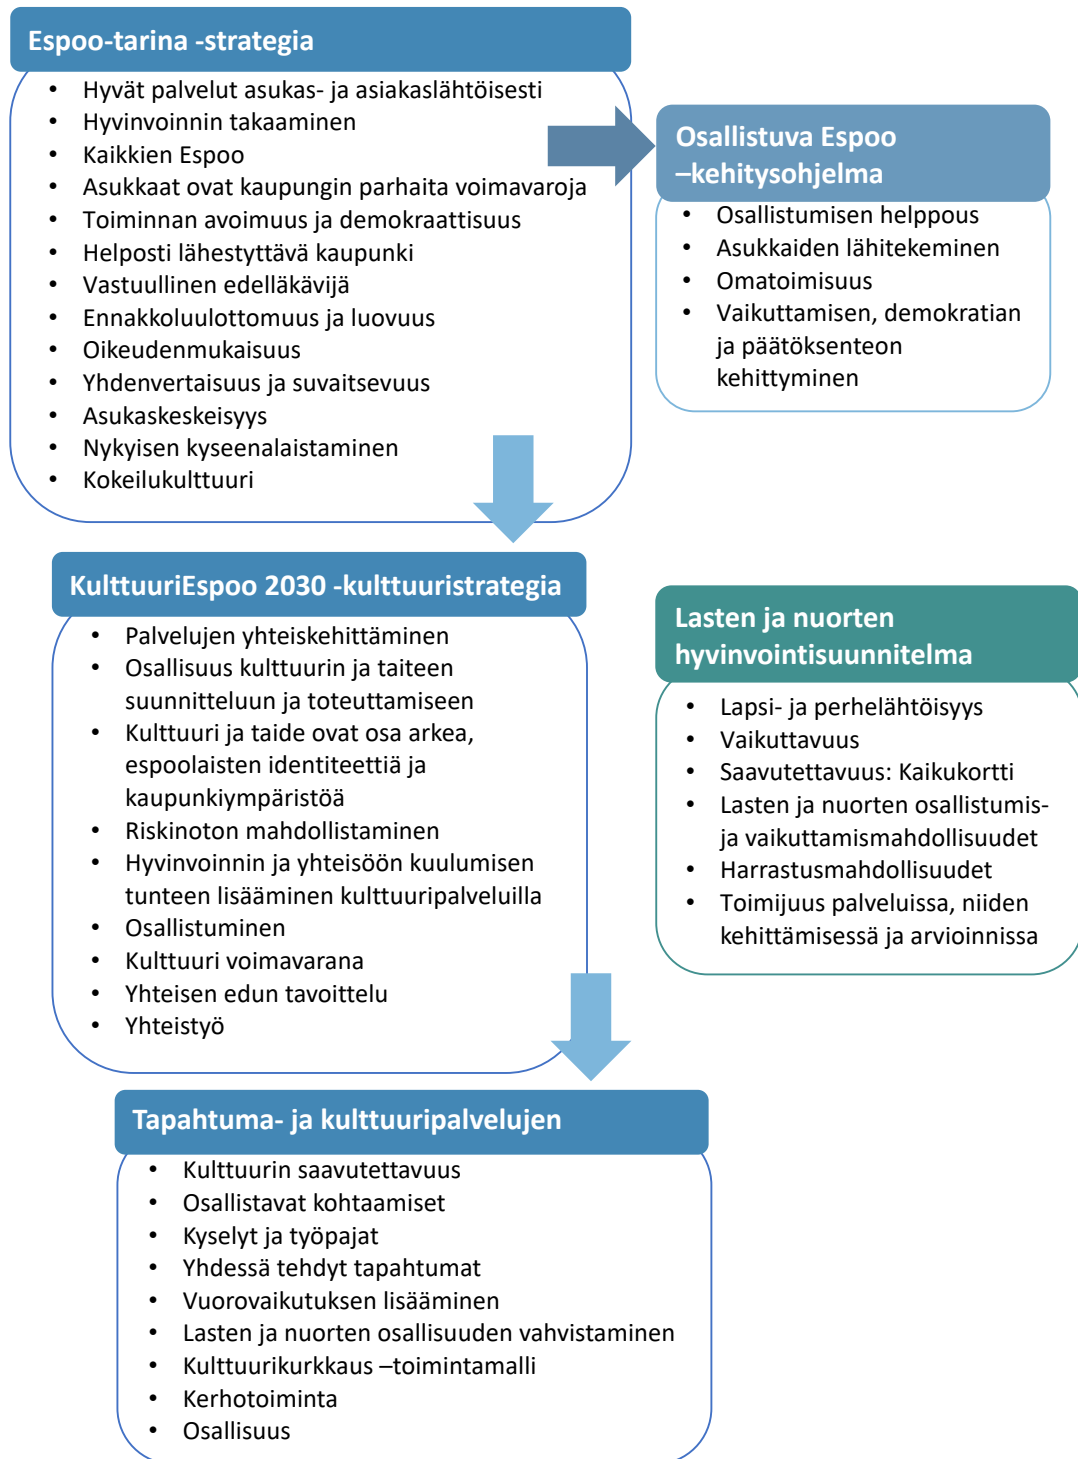 Espoo-tarina -strategia
• Hyvät palvelut asukas- ja asiakaslähtöisesti
• Hyvinvoinnin takaaminen
• Kaikkien Espoo
• Asukkaat ovat kaupungin parhaita voimavaroja
• Toiminnan avoimuus ja demokraattisuus
• Helposti lähestyttävä kaupunki
• Vastuullinen edelläkävijä
• Ennakkoluulottomuus ja luovuus
• Oikeudenmukaisuus
• Yhdenvertaisuus ja suvaitsevuus
• Asukaskeskeisyys
• Nykyisen kyseenalaistaminen
• Kokeilukulttuuri
Osallistuva Espoo
–kehitysohjelma
• Osallistumisen helppous
• Asukkaiden lähitekeminen
• Omatoimisuus
• Vaikuttamisen, demokratian
ja päätöksenteon
kehittyminen
KulttuuriEspoo 2030 -kulttuuristrategia
• Palvelujen yhteiskehittäminen
• Osallisuus kulttuurin ja taiteen
suunnitteluun ja toteuttamiseen
• Kulttuuri ja taide ovat osa arkea,
espoolaisten identiteettiä ja
kaupunkiympäristöä
• Riskinoton mahdollistaminen
• Hyvinvoinnin ja yhteisöön kuulumisen
tunteen lisääminen kulttuuripalveluilla
• Osallistuminen
• Kulttuuri voimavarana
• Yhteisen edun tavoittelu
• Yhteistyö
Lasten ja nuorten
hyvinvointisuunnitelma
• Lapsi- ja perhelähtöisyys
• Vaikuttavuus
• Saavutettavuus: Kaikukortti
• Lasten ja nuorten osallistumis-
ja vaikuttamismahdollisuudet
• Harrastusmahdollisuudet
• Toimijuus palveluissa, niiden
kehittämisessä ja arvioinnissa
Tapahtuma- ja kulttuuripalvelujen
• Kulttuurin saavutettavuus
• Osallistavat kohtaamiset
• Kyselyt ja työpajat
• Yhdessä tehdyt tapahtumat
• Vuorovaikutuksen lisääminen
• Lasten ja nuorten osallisuuden vahvistaminen
• Kulttuurikurkkaus –toimintamalli
• Kerhotoiminta
• Osallisuus